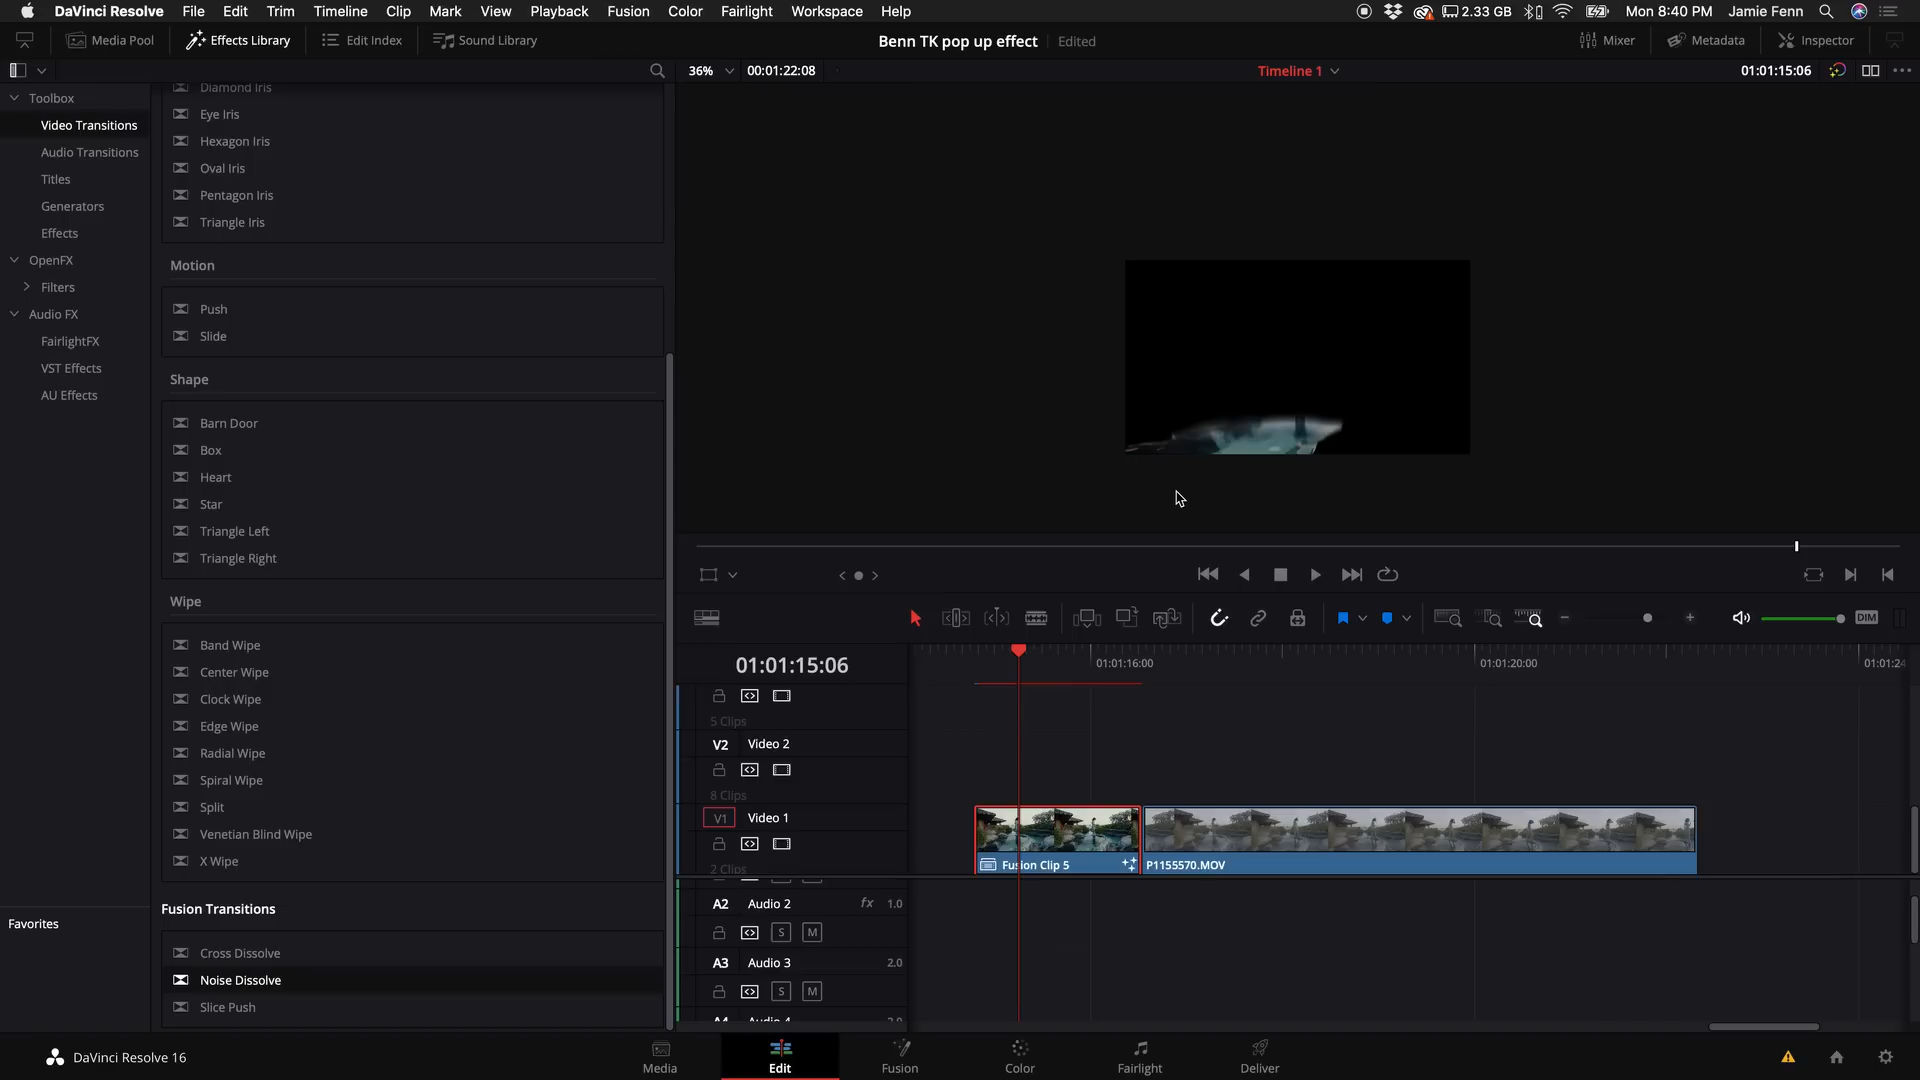 DaVinci Resolve File Edit Trim Timeline Clip Mark View Playback Fusion Color Fairlight Workspace Help 2.33 GB Mon 8:40 PM Jamie Fenn
Media Pool Effects Library Edit Index Sound Library Benn TK pop up effect Edited Mixer Metadata Inspector
36% 00:01:22:08 Timeline 1 01:01:15:06
Toolbox
Video Transitions
Audio Transitions
Titles
Generators
Effects
OpenFX
Filters
Audio FX
FairlightFX
VST Effects
AU Effects
Favorites
Diamond Iris
Eye Iris
Hexagon Iris
Oval Iris
Pentagon Iris
Triangle Iris
Motion
Push
Slide
Shape
Barn Door
Box
Heart
Star
Triangle Left
Triangle Right
Wipe
Band Wipe
Center Wipe
Clock Wipe
Edge Wipe
Radial Wipe
Spiral Wipe
Split
Venetian Blind Wipe
X Wipe
Fusion Transitions
Cross Dissolve
Noise Dissolve
Slice Push
DIM
01:01:15:06 01:01:16:00 01:01:20:00 01:01:24
5 Clips
V2 Video 2
8 Clips
V1 Video 1
2 Clips
Fusion Clip 5 P1155570.MOV
A2 Audio 2 fx 1.0
S M
A3 Audio 3 2.0
S M
A4 Audio 4 2.0
DaVinci Resolve 16 Media Edit Fusion Color Fairlight Deliver